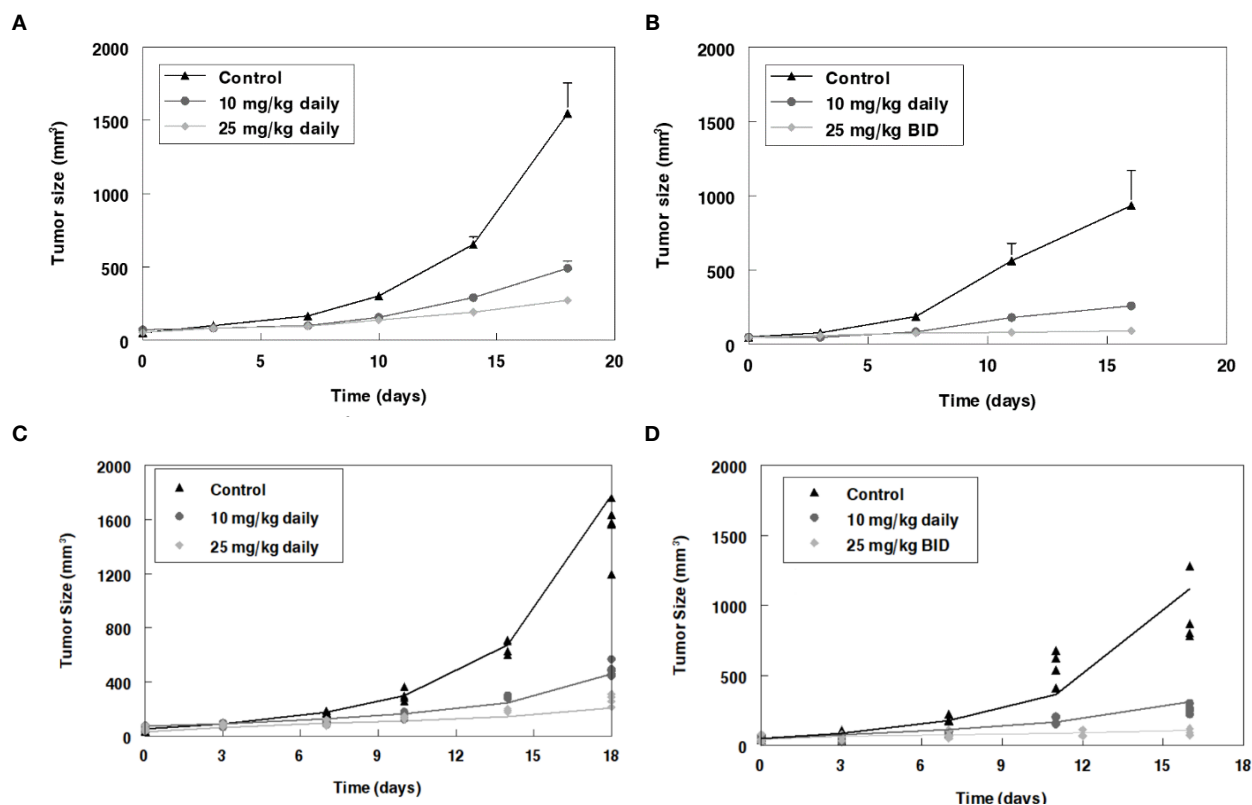 A
2000
1500
1000
500
0
Tumor size (mm³)
Control
10 mg/kg daily
25 mg/kg daily
0 5 10 15 20
Time (days)
B
2000
1500
1000
500
0
Tumor size (mm³)
Control
10 mg/kg daily
25 mg/kg BID
0 5 10 15 20
Time (days)
C
2000
1600
1200
800
400
0
Tumor Size (mm³)
Control
10 mg/kg daily
25 mg/kg daily
0 3 6 9 12 15 18
Time (days)
D
2000
1500
1000
500
0
Tumor Size (mm³)
Control
10 mg/kg daily
25 mg/kg BID
0 3 6 9 12 15 18
Time (days)